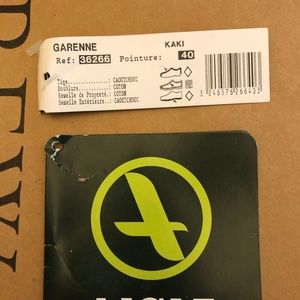 GARENNE KAKI
Ref: 36266 Pointure: 40
Tige: CAOUTCHOUC
Doublure: COTON
Semelle de Propreté: COTON
Semelle Extérieure: CAOUTCHOUC